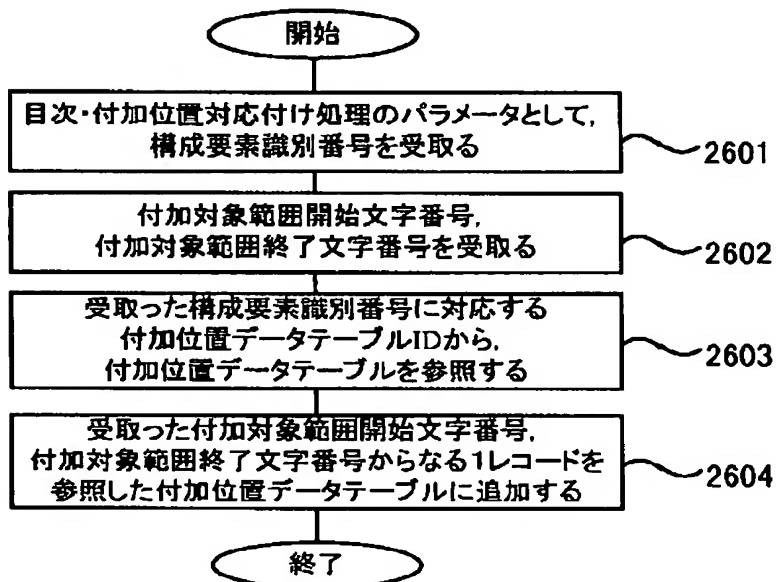 開始
目次・付加位置対応付け処理のパラメータとして,
構成要素識別番号を受取る
2601
付加対象範囲開始文字番号,
付加対象範囲終了文字番号を受取る
2602
受取った構成要素識別番号に対応する
付加位置データテーブルIDから,
付加位置データテーブルを参照する
2603
受取った付加対象範囲開始文字番号,
付加対象範囲終了文字番号からなる1レコードを
参照した付加位置データテーブルに追加する
2604
終了